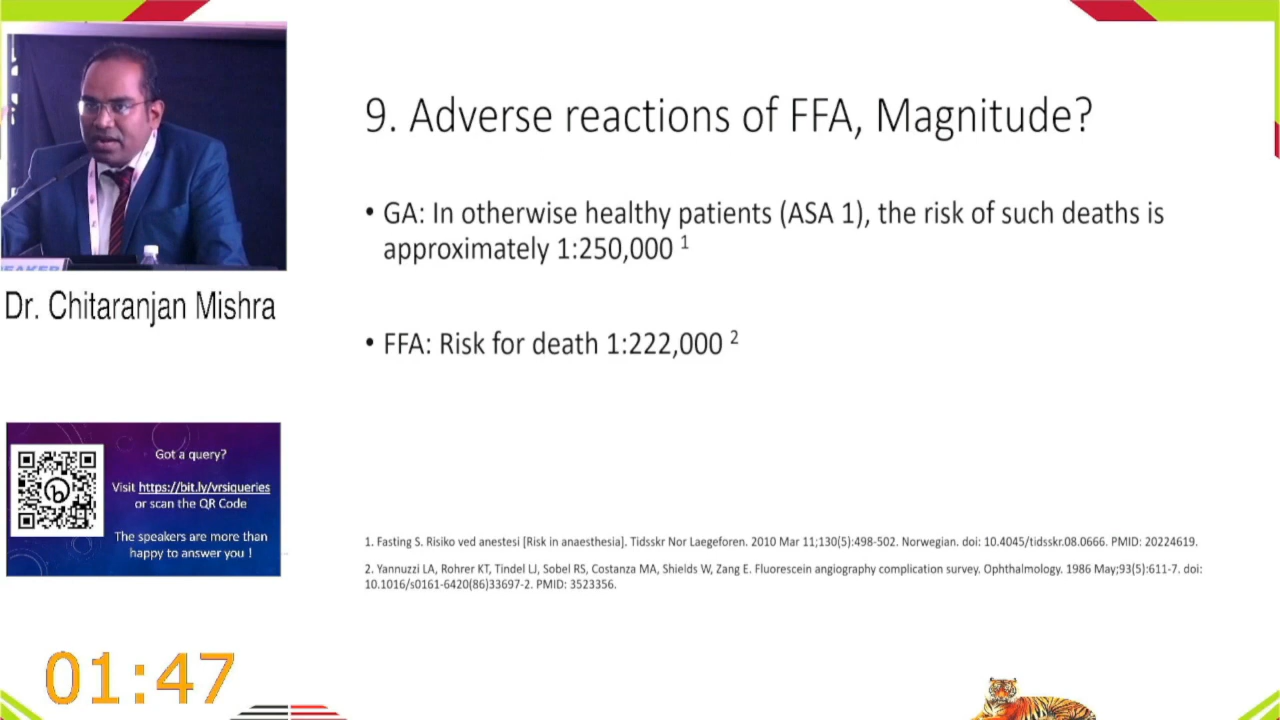 9. Adverse reactions of FFA, Magnitude?
• GA: In otherwise healthy patients (ASA 1), the risk of such deaths is
approximately 1:250,000 1
• FFA: Risk for death 1:222,000 2
1. Fasting S. Risiko ved anestesi [Risk in anaesthesia]. Tidsskr Nor Laegeforen. 2010 Mar 11;130(5):498-502. Norwegian. doi: 10.4045/tidsskr.08.0666. PMID: 20224619.
2. Yannuzzi LA, Rohrer KT, Tindel LJ, Sobel RS, Costanza MA, Shields W, Zang E. Fluorescein angiography complication survey. Ophthalmology. 1986 May;93(5):611-7. doi:
10.1016/s0161-6420(86)33697-2. PMID: 3523356.
SPEAKER
Dr. Chitaranjan Mishra
Got a query?
Visit https://bit.ly/vrsiqueries
or scan the QR Code
The speakers are more than
happy to answer you !
01:47